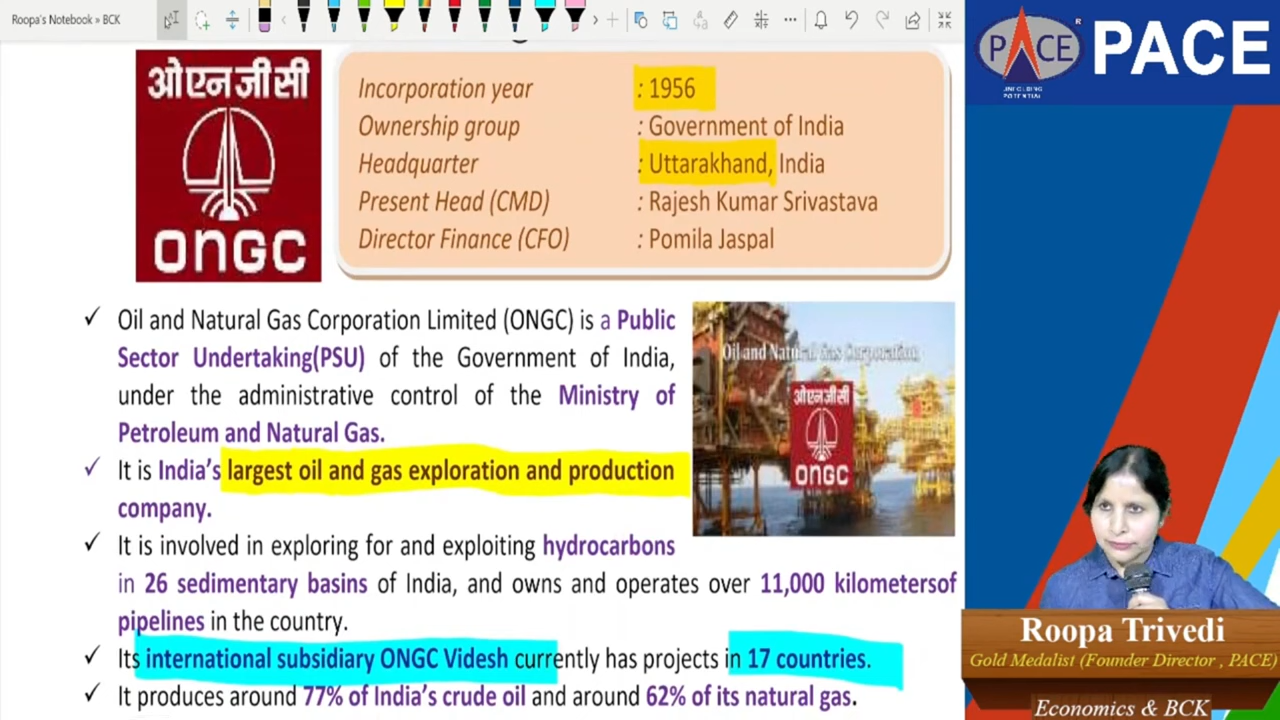 Roopa's Notebook » BCK
PACE
UNFOLDING
POTENTIAL
PACE
ओएनजीसी
ONGC
Incorporation year : 1956
Ownership group : Government of India
Headquarter : Uttarakhand, India
Present Head (CMD) : Rajesh Kumar Srivastava
Director Finance (CFO) : Pomila Jaspal
✓ Oil and Natural Gas Corporation Limited (ONGC) is a Public
Sector Undertaking(PSU) of the Government of India,
under the administrative control of the Ministry of
Petroleum and Natural Gas.
Oil and Natural Gas Corporation
ओएनजीसी
ONGC
✓ It is India's largest oil and gas exploration and production
company.
✓ It is involved in exploring for and exploiting hydrocarbons
in 26 sedimentary basins of India, and owns and operates over 11,000 kilometersof
pipelines in the country.
✓ Its international subsidiary ONGC Videsh currently has projects in 17 countries.
✓ It produces around 77% of India's crude oil and around 62% of its natural gas.
Roopa Trivedi
Gold Medalist (Founder Director , PACE)
Economics & BCK